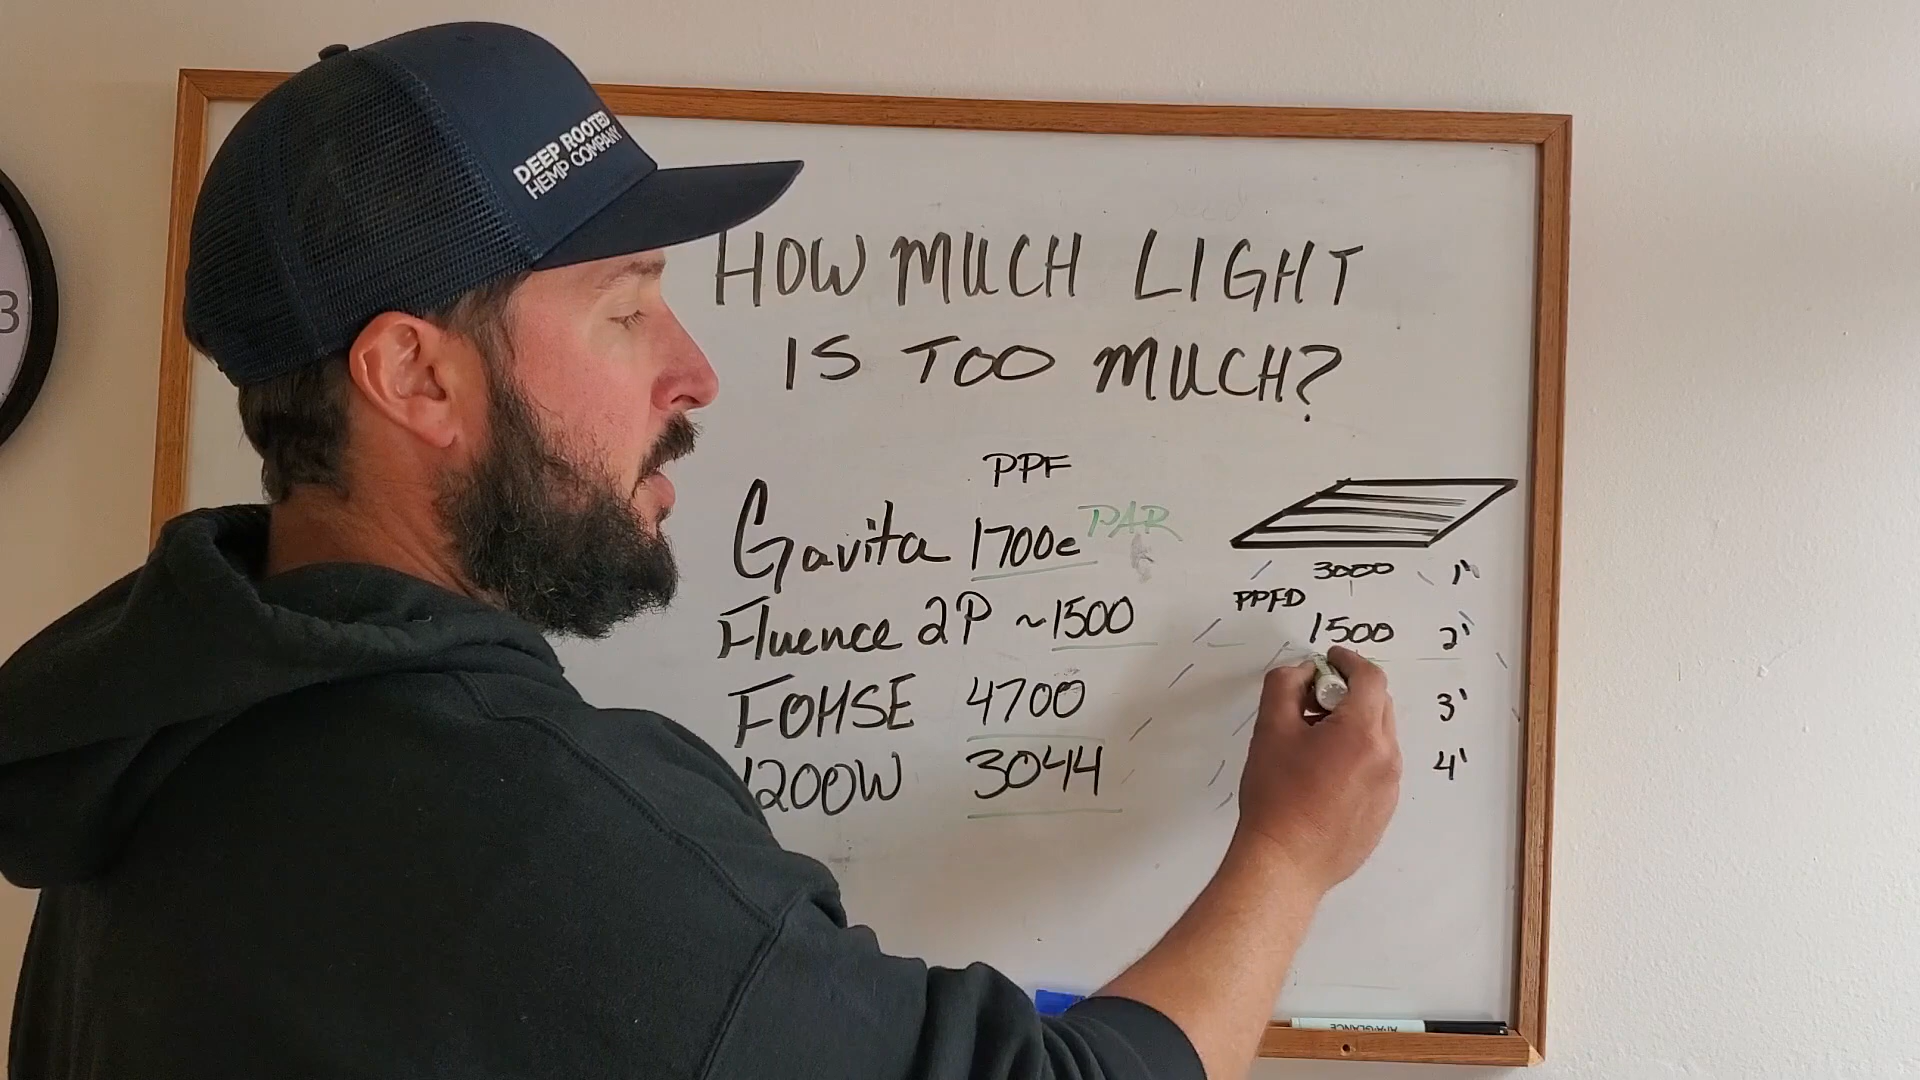 DEEP ROOTED
HEMP COMPANY
3
HOW MUCH LIGHT
IS TOO MUCH?
PPF
Gavita 1700e PAR
Fluence 2P ~1500
FOHSE 4700
1200W 3044
3000 1'
PPFD
1500 2'
3'
4'